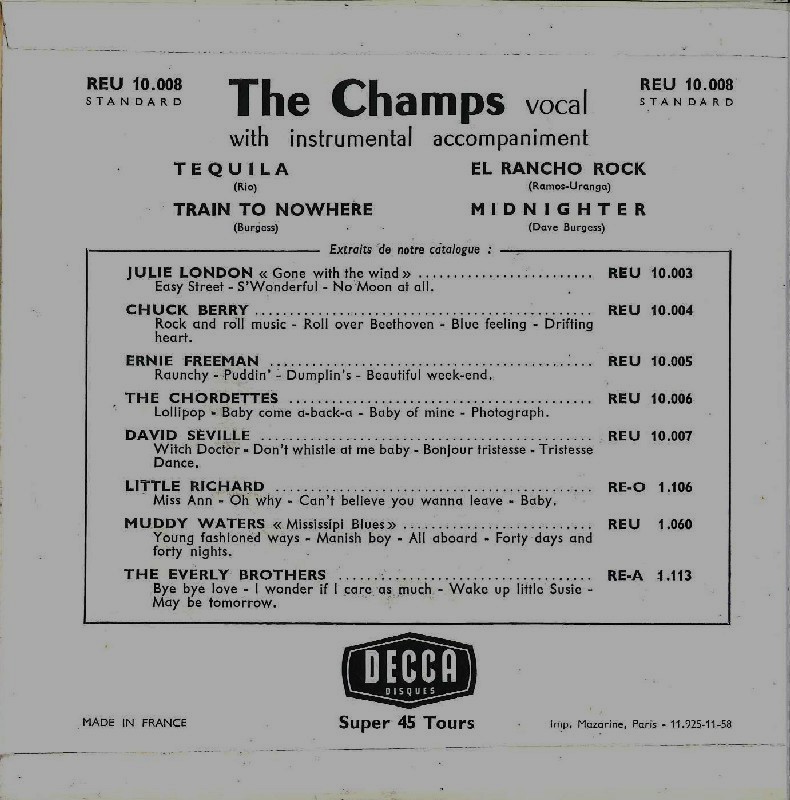 REU 10.008
STANDARD
The Champs vocal
REU 10.008
STANDARD
with instrumental accompaniment
TEQUILA
(Rio)
EL RANCHO ROCK
(Ramos-Uranga)
TRAIN TO NOWHERE
(Burgess)
MIDNIGHTER
(Dave Burgess)
Extraits de notre catalogue :
JULIE LONDON « Gone with the wind » ........................ REU 10.003
Easy Street - S'Wonderful - No Moon at all.
CHUCK BERRY ............................................... REU 10.004
Rock and roll music - Roll over Beethoven - Blue feeling - Drifting
heart.
ERNIE FREEMAN ............................................. REU 10.005
Raunchy - Puddin' - Dumplin's - Beautiful week-end.
THE CHORDETTES .......................................... REU 10.006
Lollipop - Baby come a-back-a - Baby of mine - Photograph.
DAVID SEVILLE .............................................. REU 10.007
Witch Doctor - Don't whistle at me baby - Bonjour tristesse - Tristesse
Dance.
LITTLE RICHARD ............................................ RE-O 1.106
Miss Ann - Oh why - Can't believe you wanna leave - Baby.
MUDDY WATERS « Mississipi Blues» .......................... REU 1.060
Young fashioned ways - Manish boy - All aboard - Forty days and
forty nights.
THE EVERLY BROTHERS ................................... RE-A 1.113
Bye bye love - I wonder if I care as much - Wake up little Susie -
May be tomorrow.
DECCA
DISQUES
MADE IN FRANCE
Super 45 Tours
Imp. Mazarine, Paris - 11.925-11-58